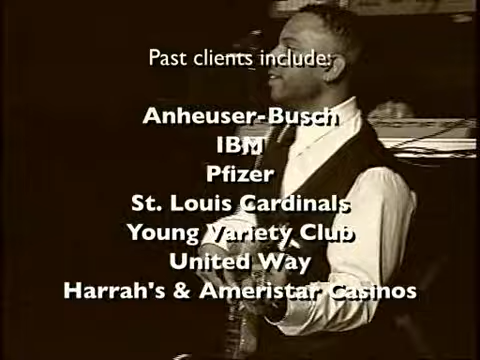 Past clients include:
Anheuser-Busch
IBM
Pfizer
St. Louis Cardinals
Young Variety Club
United Way
Harrah's & Ameristar Casinos